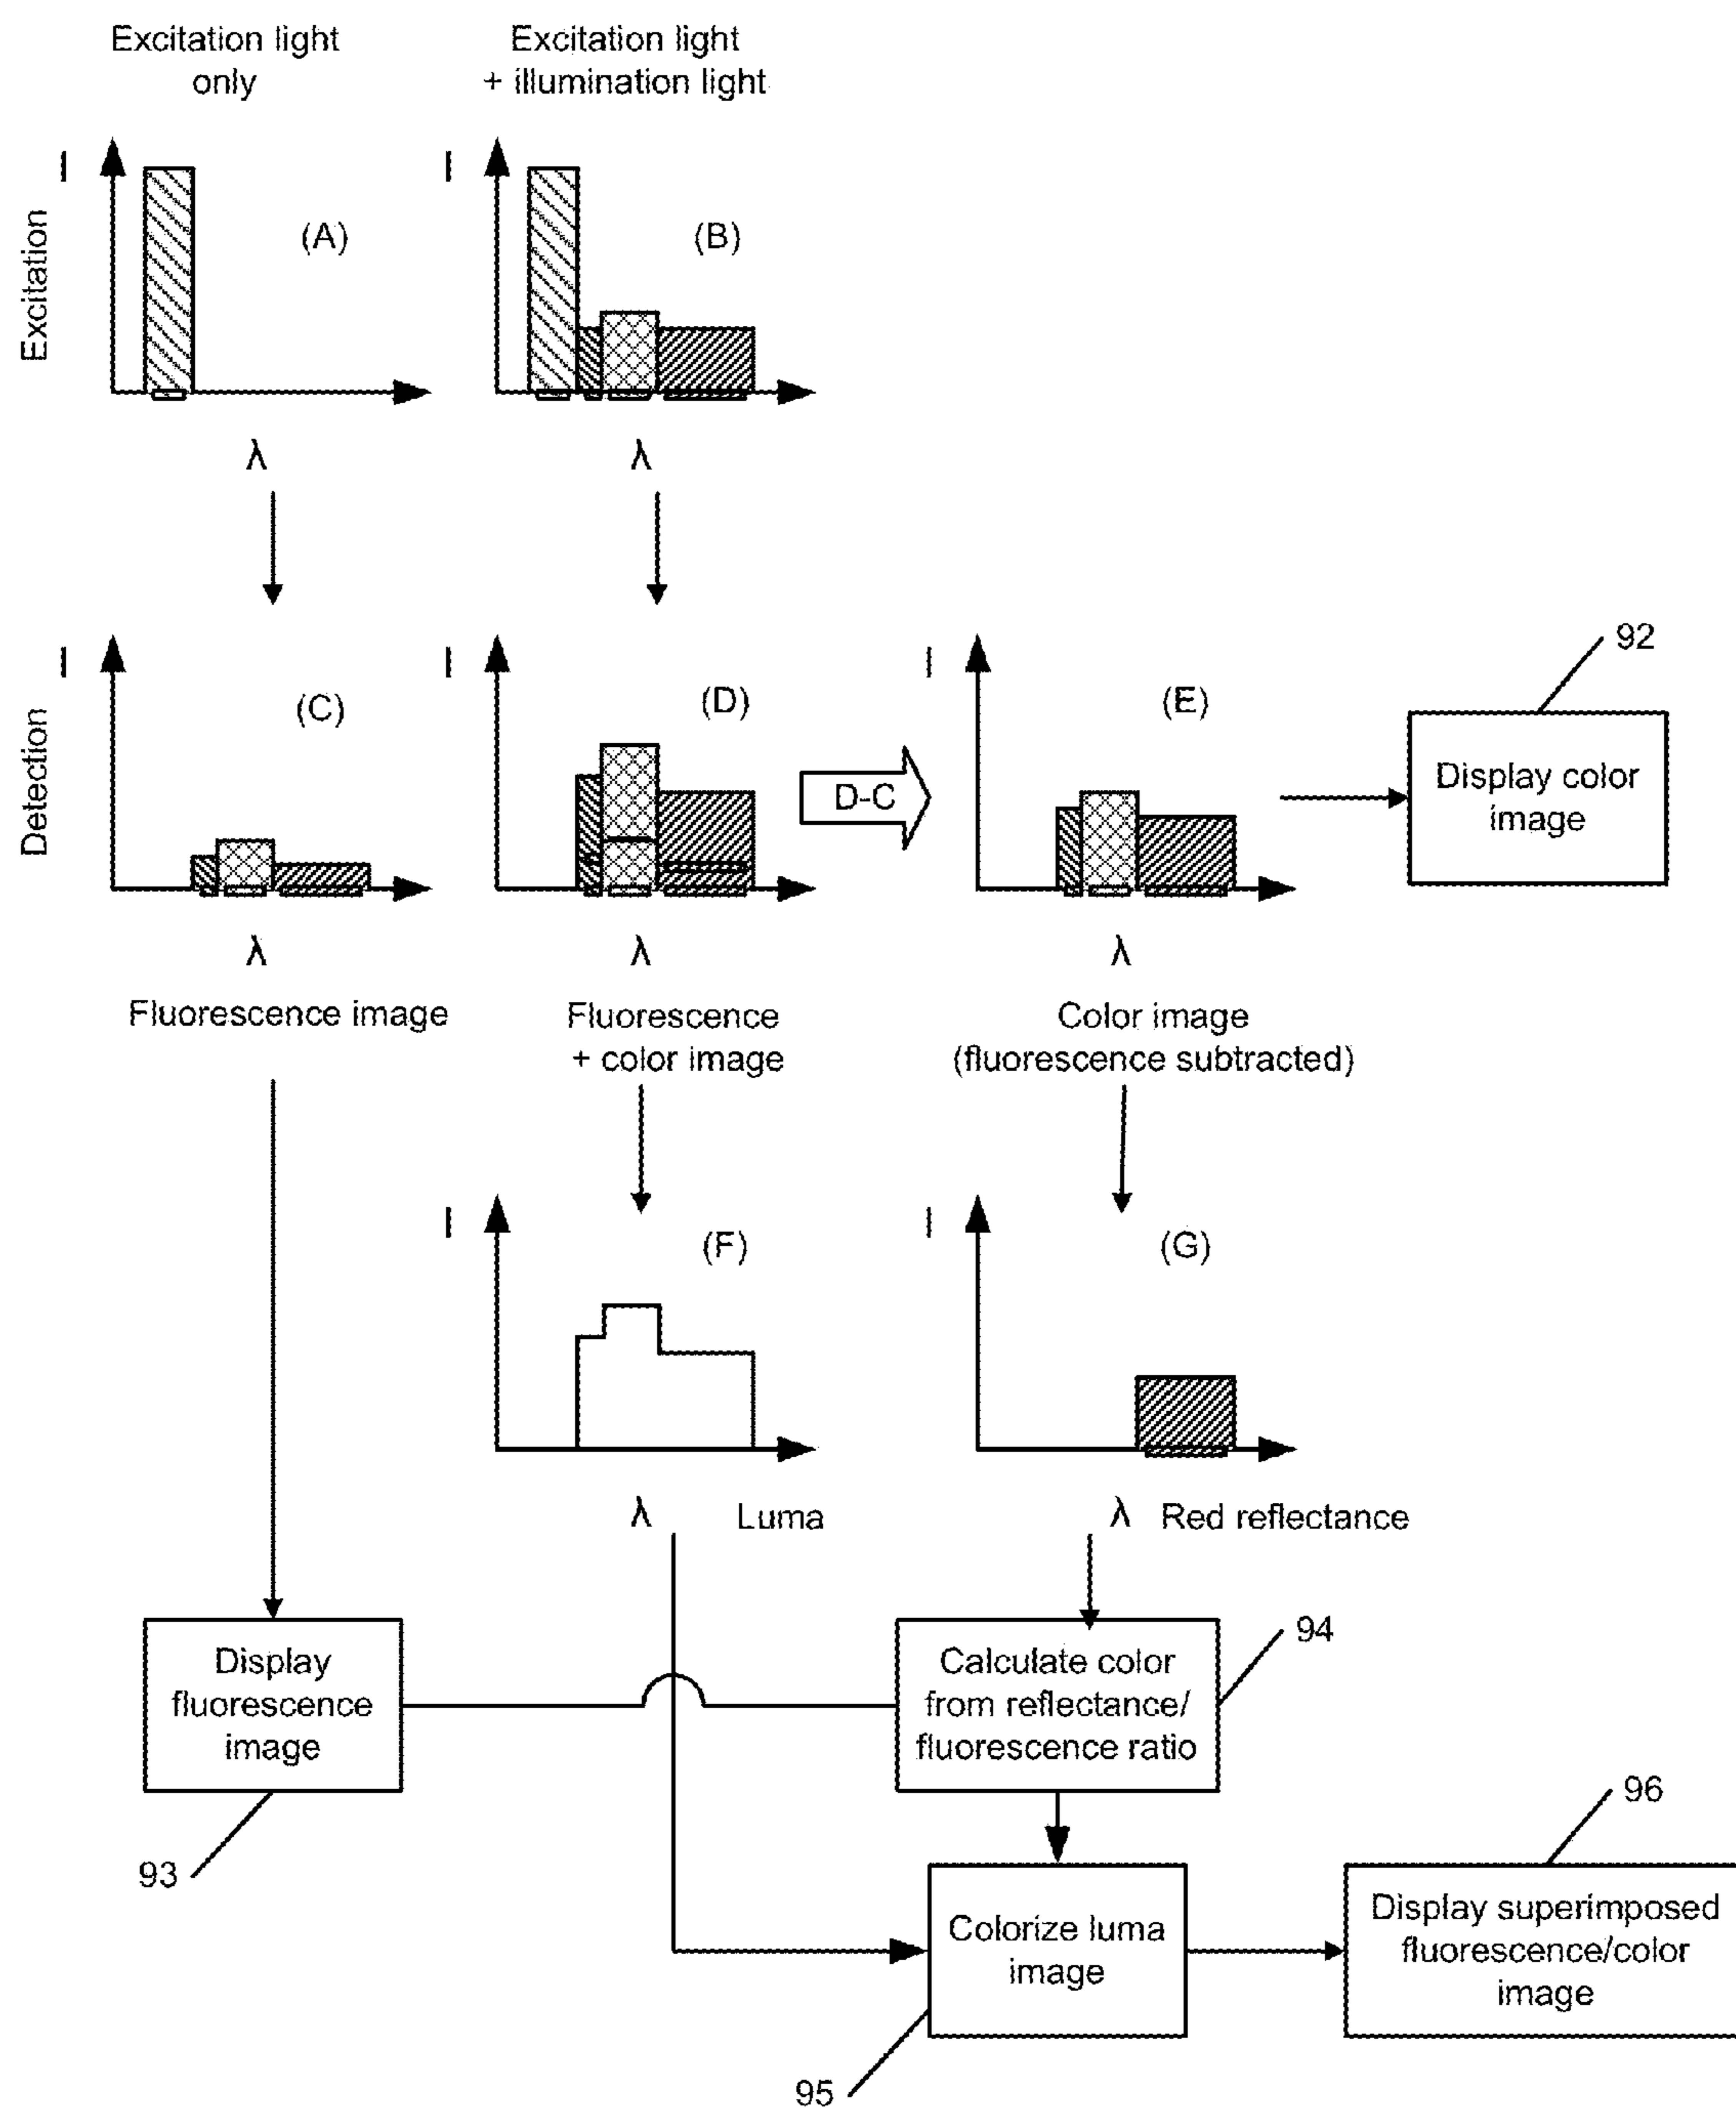 Excitation light
only
Excitation light
+ illumination light
Excitation
I
(A)
λ
I
(B)
λ
Detection
I
(C)
λ
I
(D)
λ
D-C
I
(E)
λ
92
Display color
image
Fluorescence image
Fluorescence
+ color image
Color image
(fluorescence subtracted)
I
(F)
λ
Luma
I
(G)
λ
Red reflectance
Display
fluorescence
image
93
Calculate color
from reflectance/
fluorescence ratio
94
Colorize luma
image
95
96
Display superimposed
fluorescence/color
image